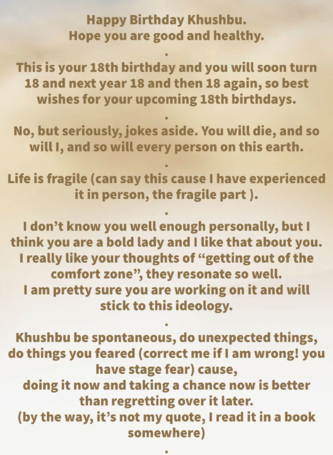 Happy Birthday Khushbu.
Hope you are good and healthy.
.
This is your 18th birthday and you will soon turn
18 and next year 18 and then 18 again, so best
wishes for your upcoming 18th birthdays.
.
No, but seriously, jokes aside. You will die, and so
will I, and so will every person on this earth.
.
Life is fragile (can say this cause I have experienced
it in person, the fragile part ).
.
I don’t know you well enough personally, but I
think you are a bold lady and I like that about you.
I really like your thoughts of “getting out of the
comfort zone”, they resonate so well.
I am pretty sure you are working on it and will
stick to this ideology.
.
Khushbu be spontaneous, do unexpected things,
do things you feared (correct me if I am wrong! you
have stage fear) cause,
doing it now and taking a chance now is better
than regretting over it later.
(by the way, it’s not my quote, I read it in a book
somewhere)
.